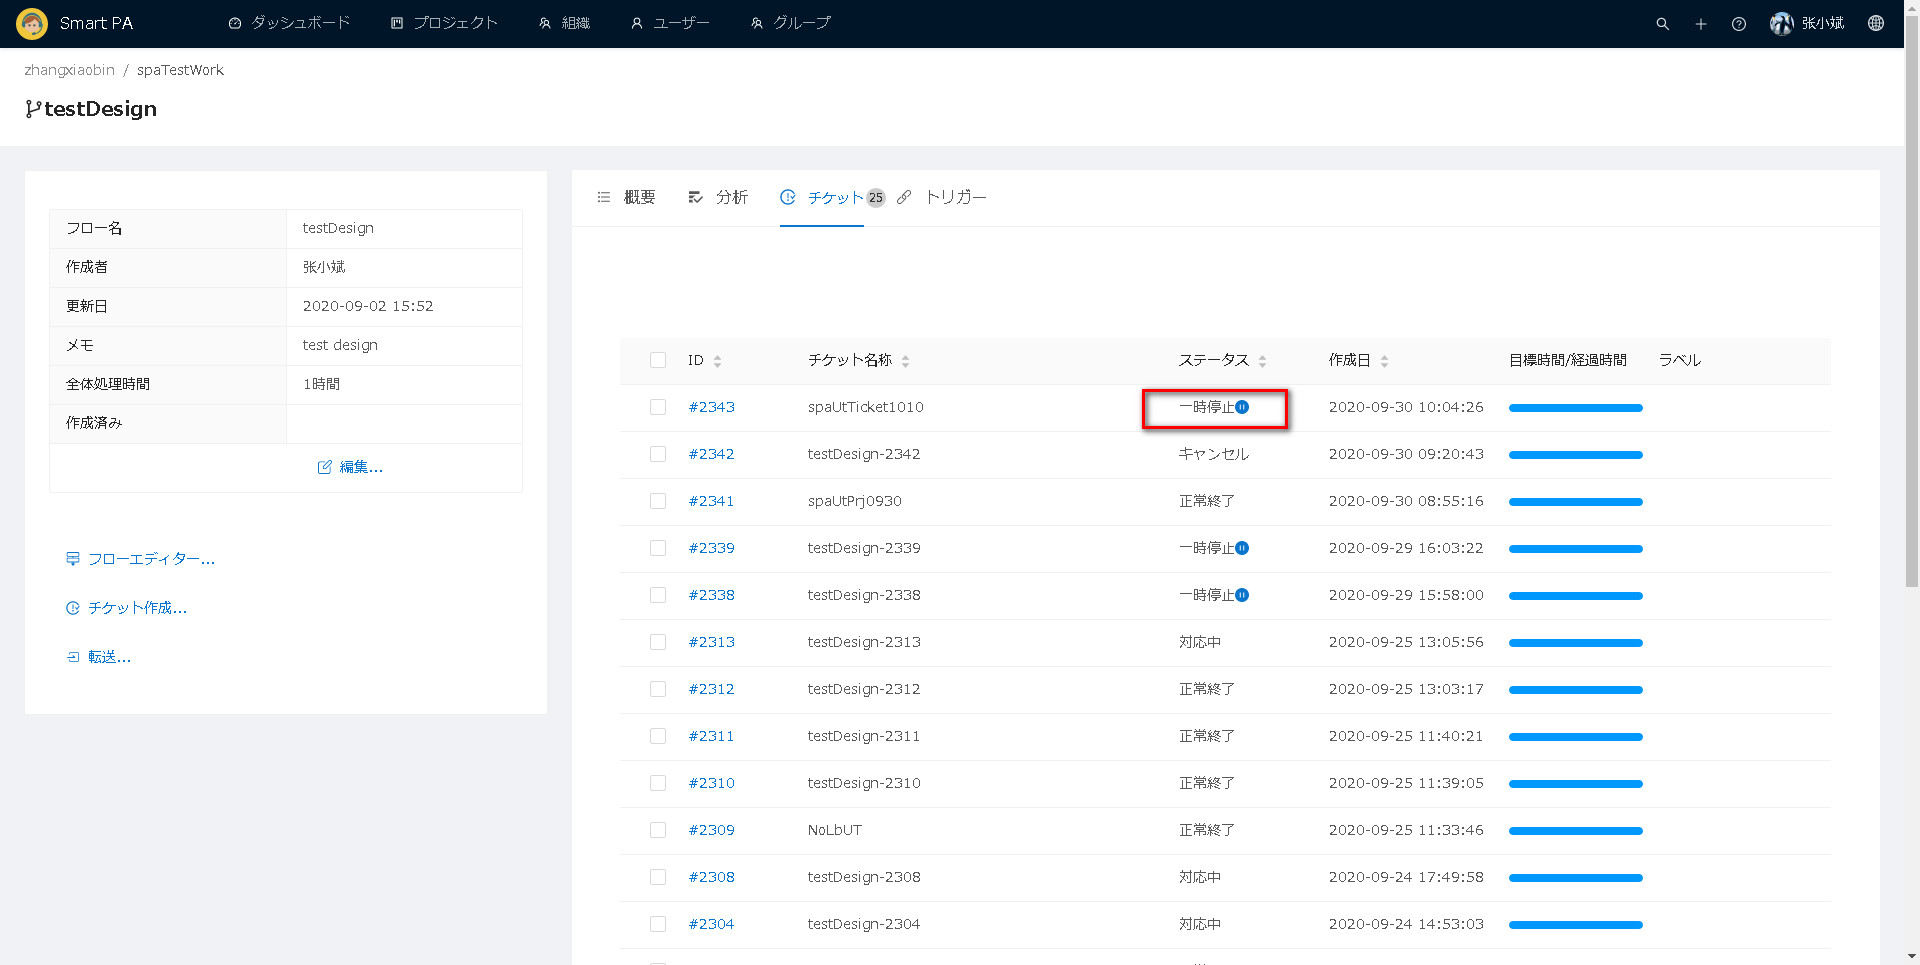 Smart PA ダッシュボード プロジェクト 組織 ユーザー グループ 张小斌
zhangxiaobin / spaTestWork
testDesign
フロー名 testDesign
作成者 张小斌
更新日 2020-09-02 15:52
メモ test design
全体処理時間 1時間
作成済み
編集...
フローエディター...
チケット作成...
転送...
概要 分析 チケット 25 トリガー
ID チケット名称 ステータス 作成日 目標時間/経過時間 ラベル
#2343 spaUtTicket1010 一時停止 2020-09-30 10:04:26
#2342 testDesign-2342 キャンセル 2020-09-30 09:20:43
#2341 spaUtPrj0930 正常終了 2020-09-30 08:55:16
#2339 testDesign-2339 一時停止 2020-09-29 16:03:22
#2338 testDesign-2338 一時停止 2020-09-29 15:58:00
#2313 testDesign-2313 対応中 2020-09-25 13:05:56
#2312 testDesign-2312 正常終了 2020-09-25 13:03:17
#2311 testDesign-2311 正常終了 2020-09-25 11:40:21
#2310 testDesign-2310 正常終了 2020-09-25 11:39:05
#2309 NoLbUT 正常終了 2020-09-25 11:33:46
#2308 testDesign-2308 対応中 2020-09-24 17:49:58
#2304 testDesign-2304 対応中 2020-09-24 14:53:03